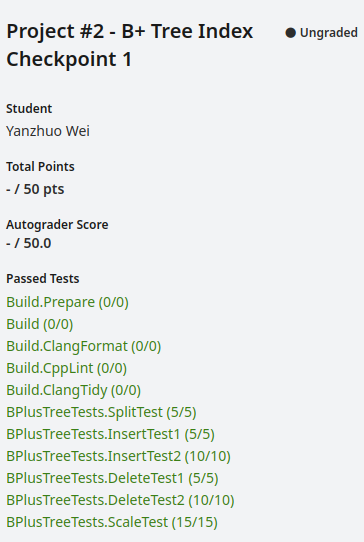 Project #2 - B+ Tree Index
Checkpoint 1
Ungraded
Student
Yanzhuo Wei
Total Points
- / 50 pts
Autograder Score
- / 50.0
Passed Tests
Build.Prepare (0/0)
Build (0/0)
Build.ClangFormat (0/0)
Build.CppLint (0/0)
Build.ClangTidy (0/0)
BPlusTreeTests.SplitTest (5/5)
BPlusTreeTests.InsertTest1 (5/5)
BPlusTreeTests.InsertTest2 (10/10)
BPlusTreeTests.DeleteTest1 (5/5)
BPlusTreeTests.DeleteTest2 (10/10)
BPlusTreeTests.ScaleTest (15/15)